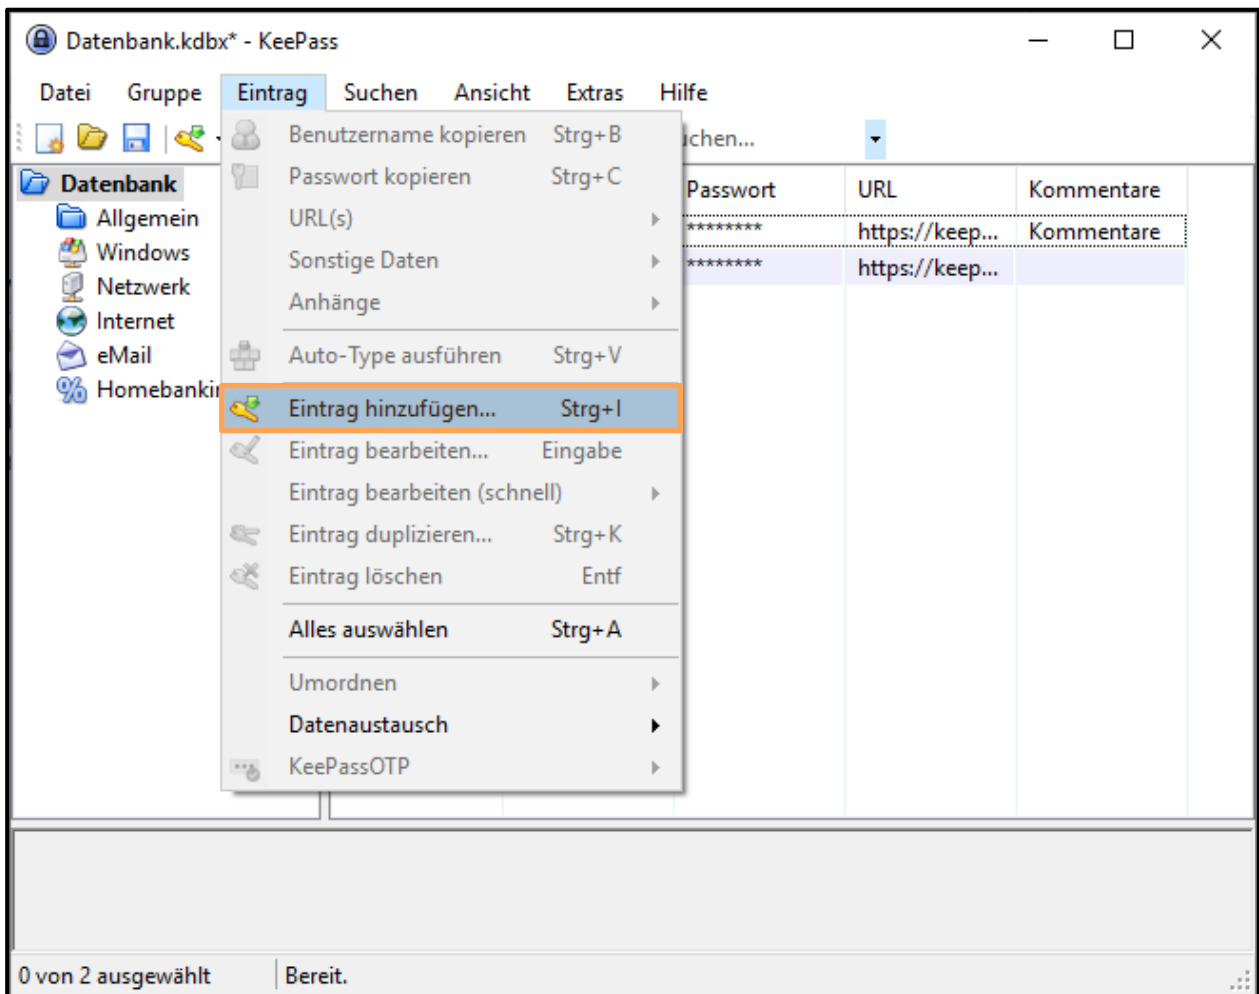 Datenbank.kdbx* - KeePass
Datei Gruppe Eintrag Suchen Ansicht Extras Hilfe
Benutzername kopieren Strg+B
Passwort kopieren Strg+C
URL(s)
Sonstige Daten
Anhänge
Auto-Type ausführen Strg+V
Eintrag hinzufügen... Strg+I
Eintrag bearbeiten... Eingabe
Eintrag bearbeiten (schnell)
Eintrag duplizieren... Strg+K
Eintrag löschen Entf
Alles auswählen Strg+A
Umordnen
Datenaustausch
KeePassOTP
Datenbank
Allgemein
Windows
Netzwerk
Internet
eMail
Passwort URL Kommentare
******** https://keep... Kommentare
******** https://keep...
0 von 2 ausgewählt Bereit.